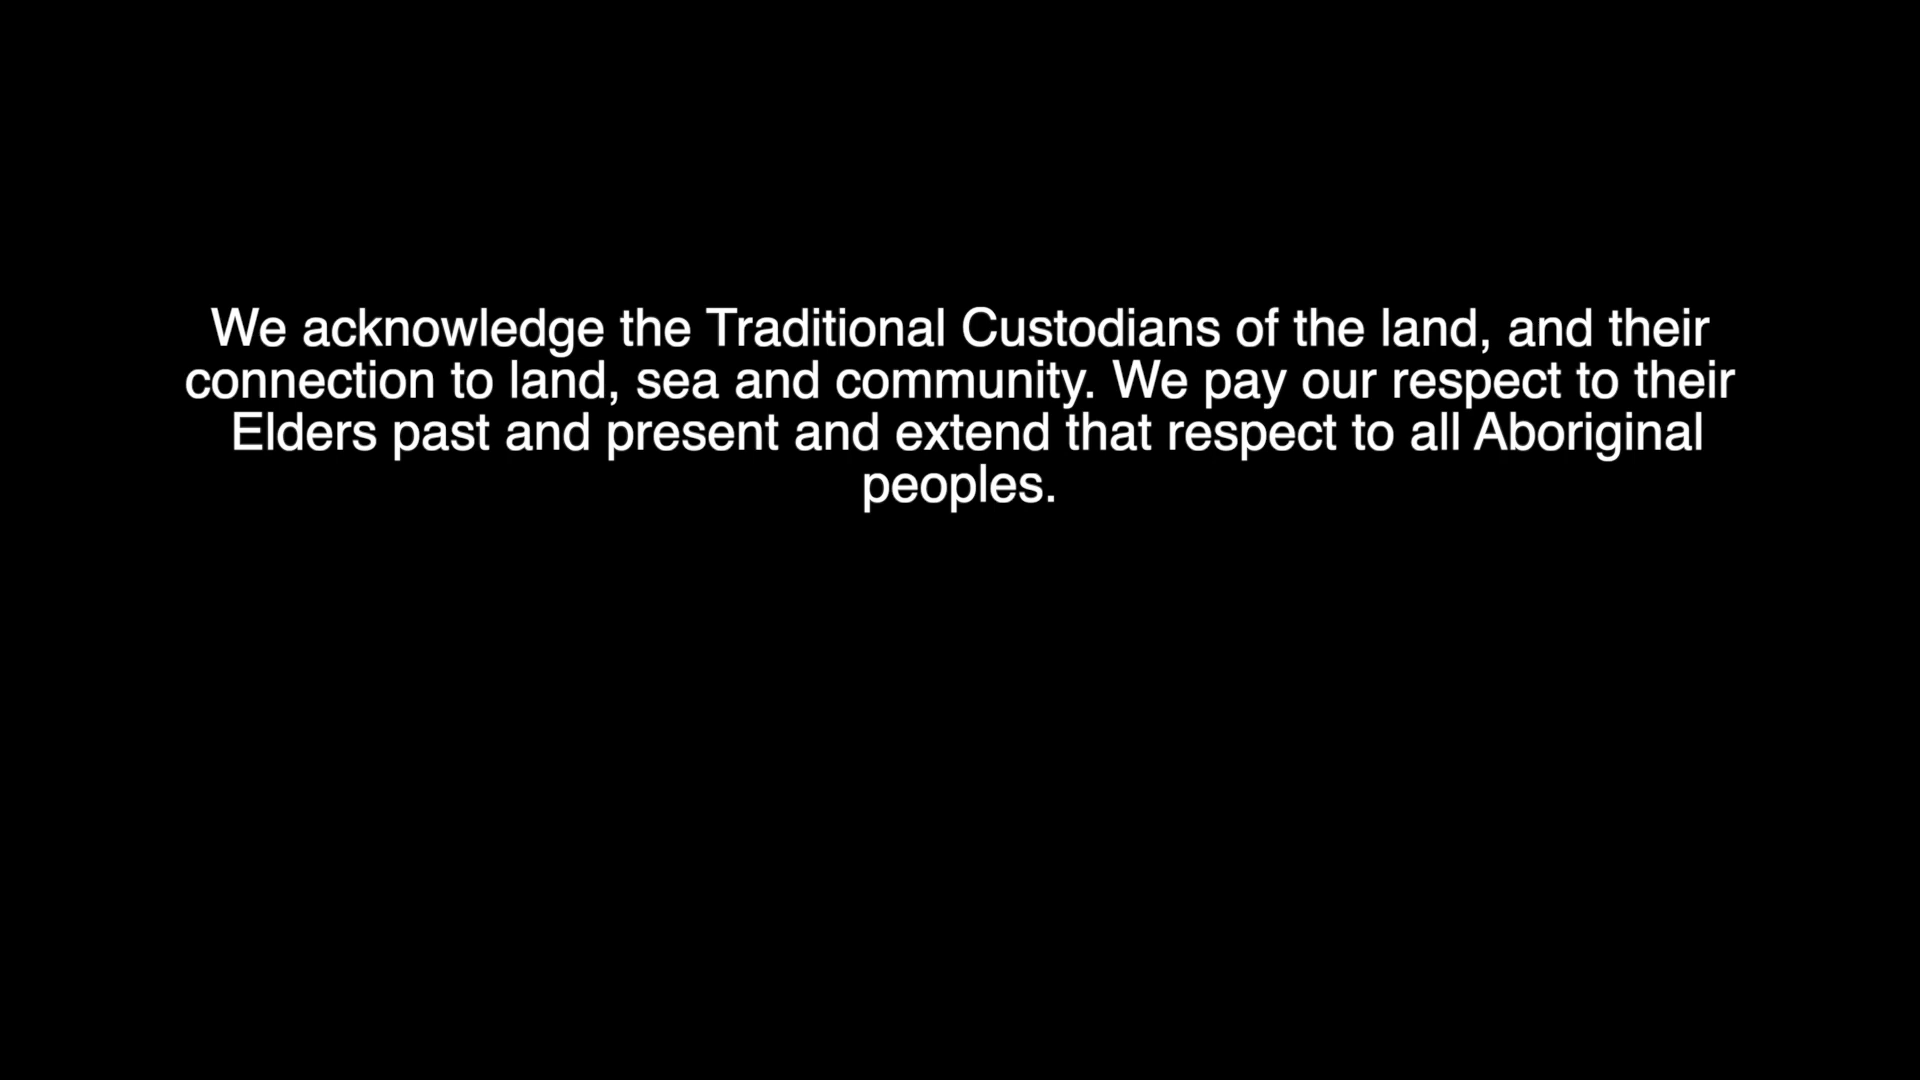 We acknowledge the Traditional Custodians of the land, and their
connection to land, sea and community. We pay our respect to their
Elders past and present and extend that respect to all Aboriginal
peoples.